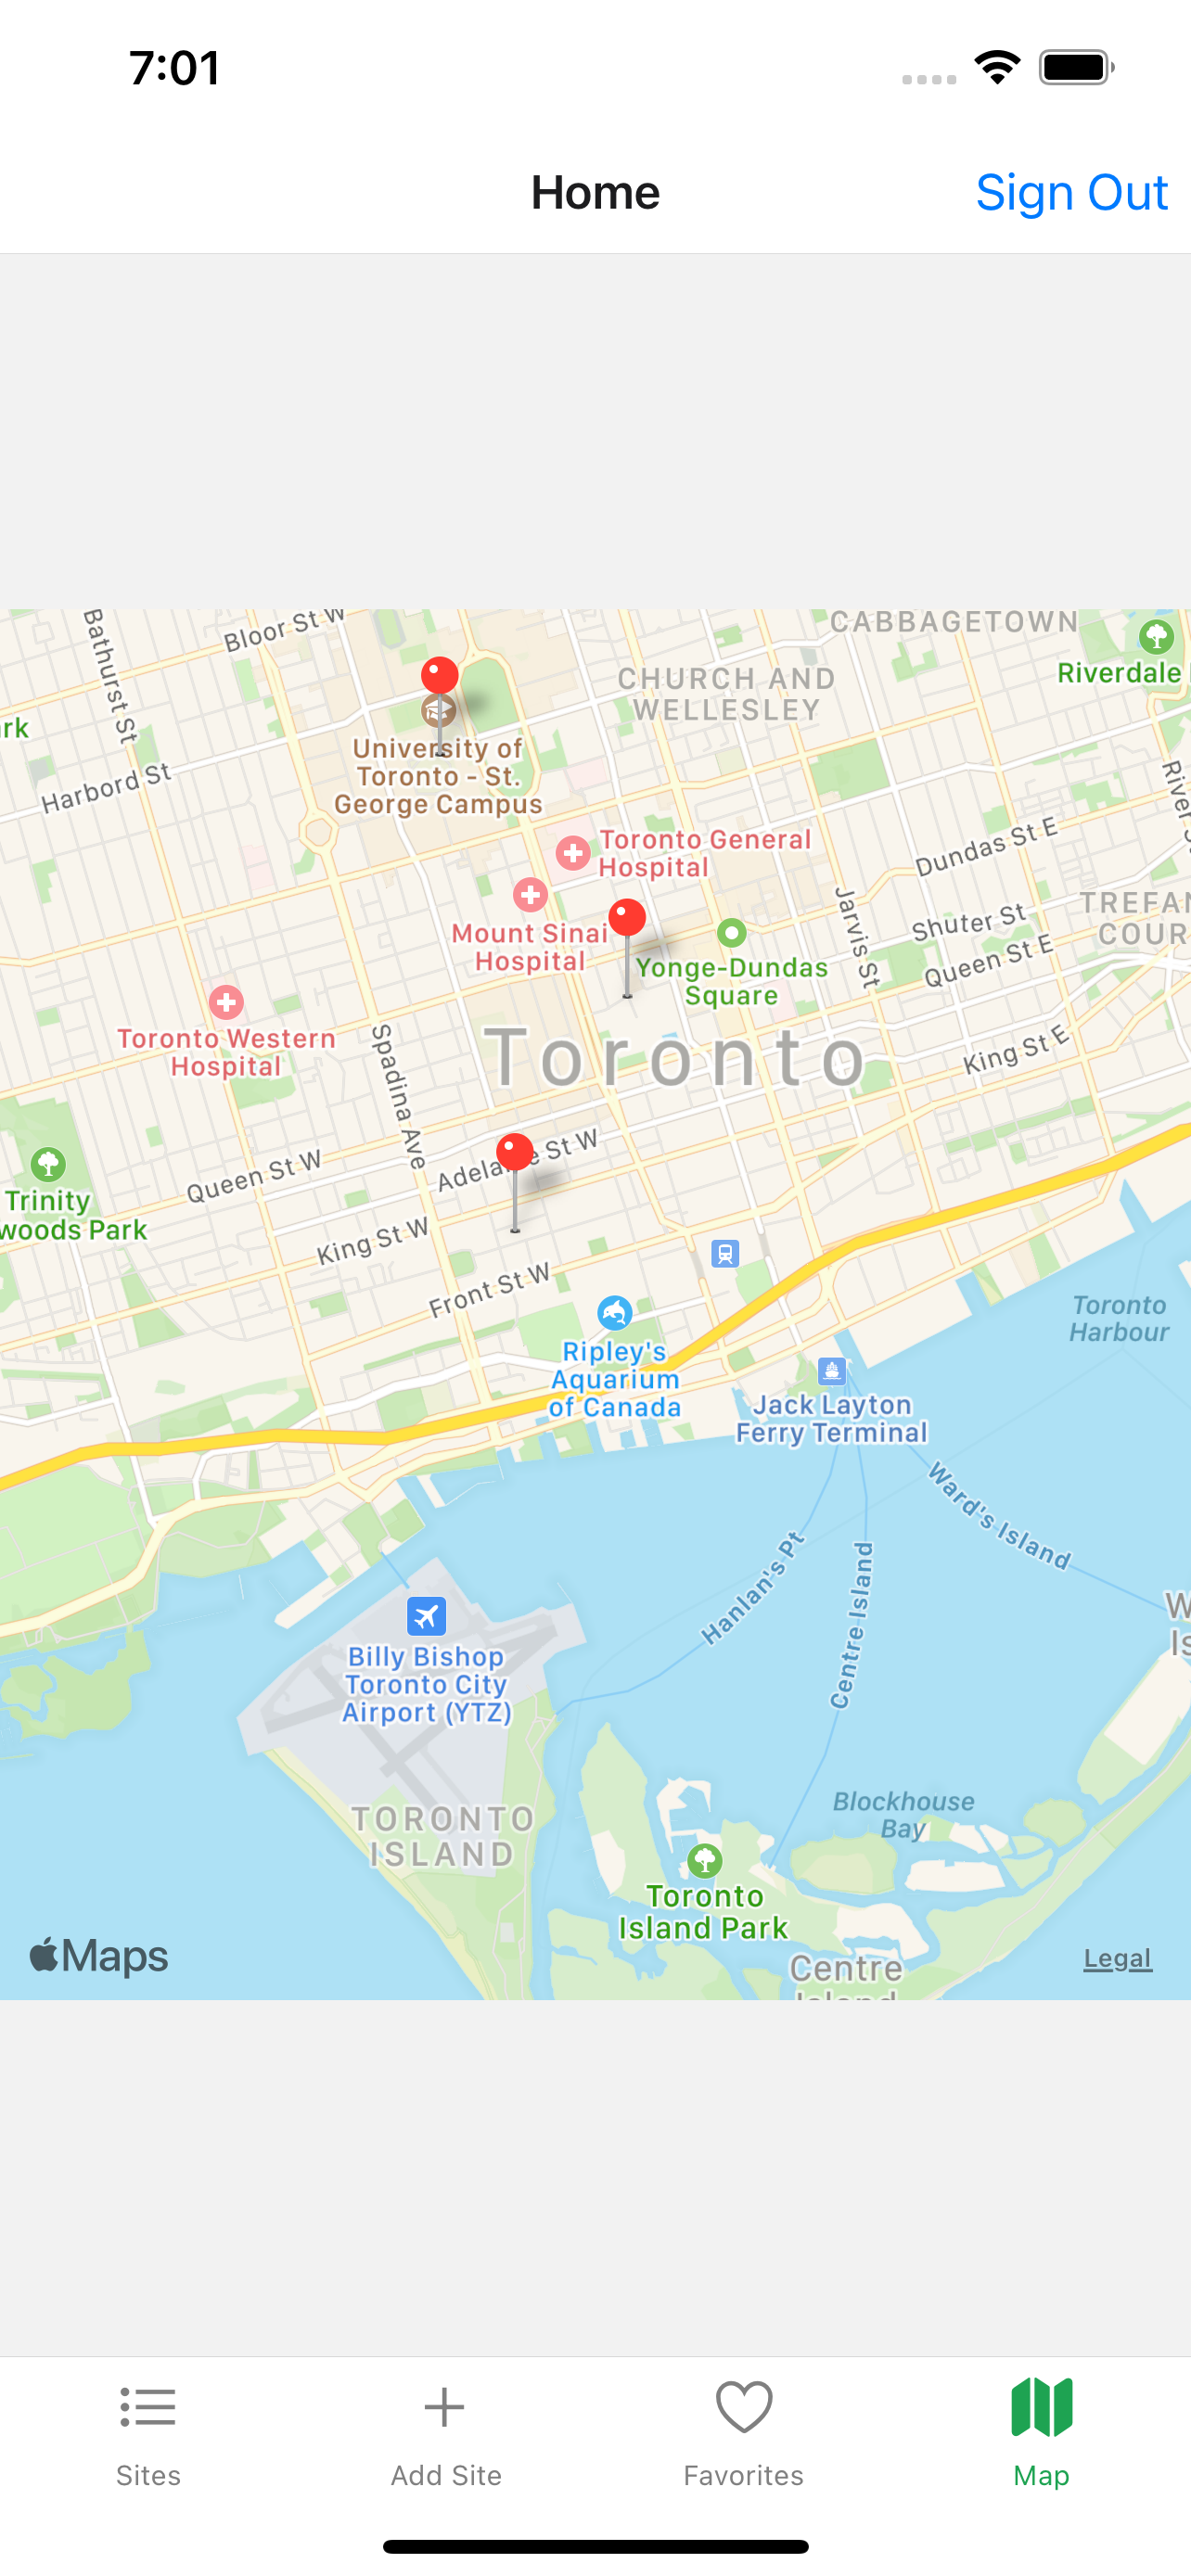 7:01
Home
Sign Out
Bathurst St
Bloor St W
CABBAGETOWN
Riverdale
CHURCH AND
WELLESLEY
rk
University of
Toronto - St.
George Campus
Harbord St
River
Toronto General
Hospital
Dundas St E
Jarvis St
Shuter St
Mount Sinai
Hospital
Queen St E
Yonge-Dundas
Square
Toronto Western
Hospital
Spadina Ave
Toronto
King St E
Adela e St W
Queen St W
Trinity
woods Park
King St W
Front St W
Toronto
Harbour
Ripley's
Aquarium
of Canada
Jack Layton
Ferry Terminal
Ward's Island
Hanlan's Pt
Centre Island
Billy Bishop
Toronto City
Airport (YTZ)
TORONTO
ISLAND
Blockhouse
Bay
Toronto
Island Park
Centre
Island
Maps
Legal
Sites
Add Site
Favorites
Map